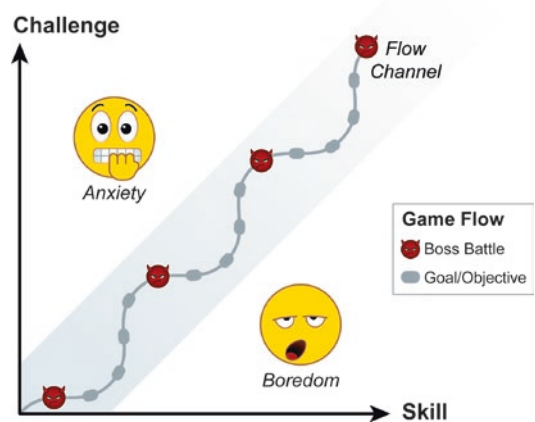 Challenge
Flow
Channel
Anxiety
Game Flow
Boss Battle
Goal/Objective
Boredom
Skill